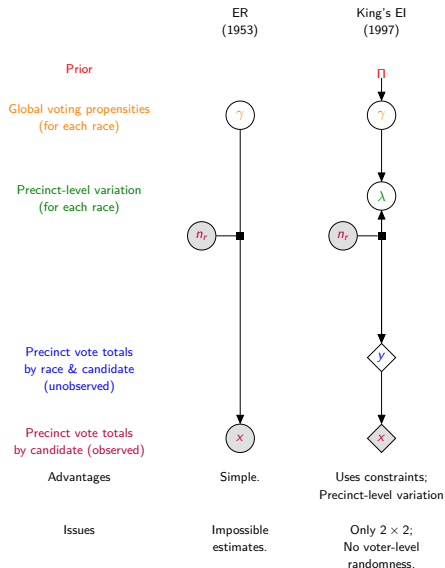 ER
(1953)
King's EI
(1997)
Prior
Π
Global voting propensities
(for each race)
γ
γ
Precinct-level variation
(for each race)
λ
n_r
n_r
Precinct vote totals
by race & candidate
(unobserved)
y
Precinct vote totals
by candidate (observed)
x
x
Advantages
Simple.
Uses constraints;
Precinct-level variation
Issues
Impossible
estimates.
Only 2 × 2;
No voter-level
randomness.